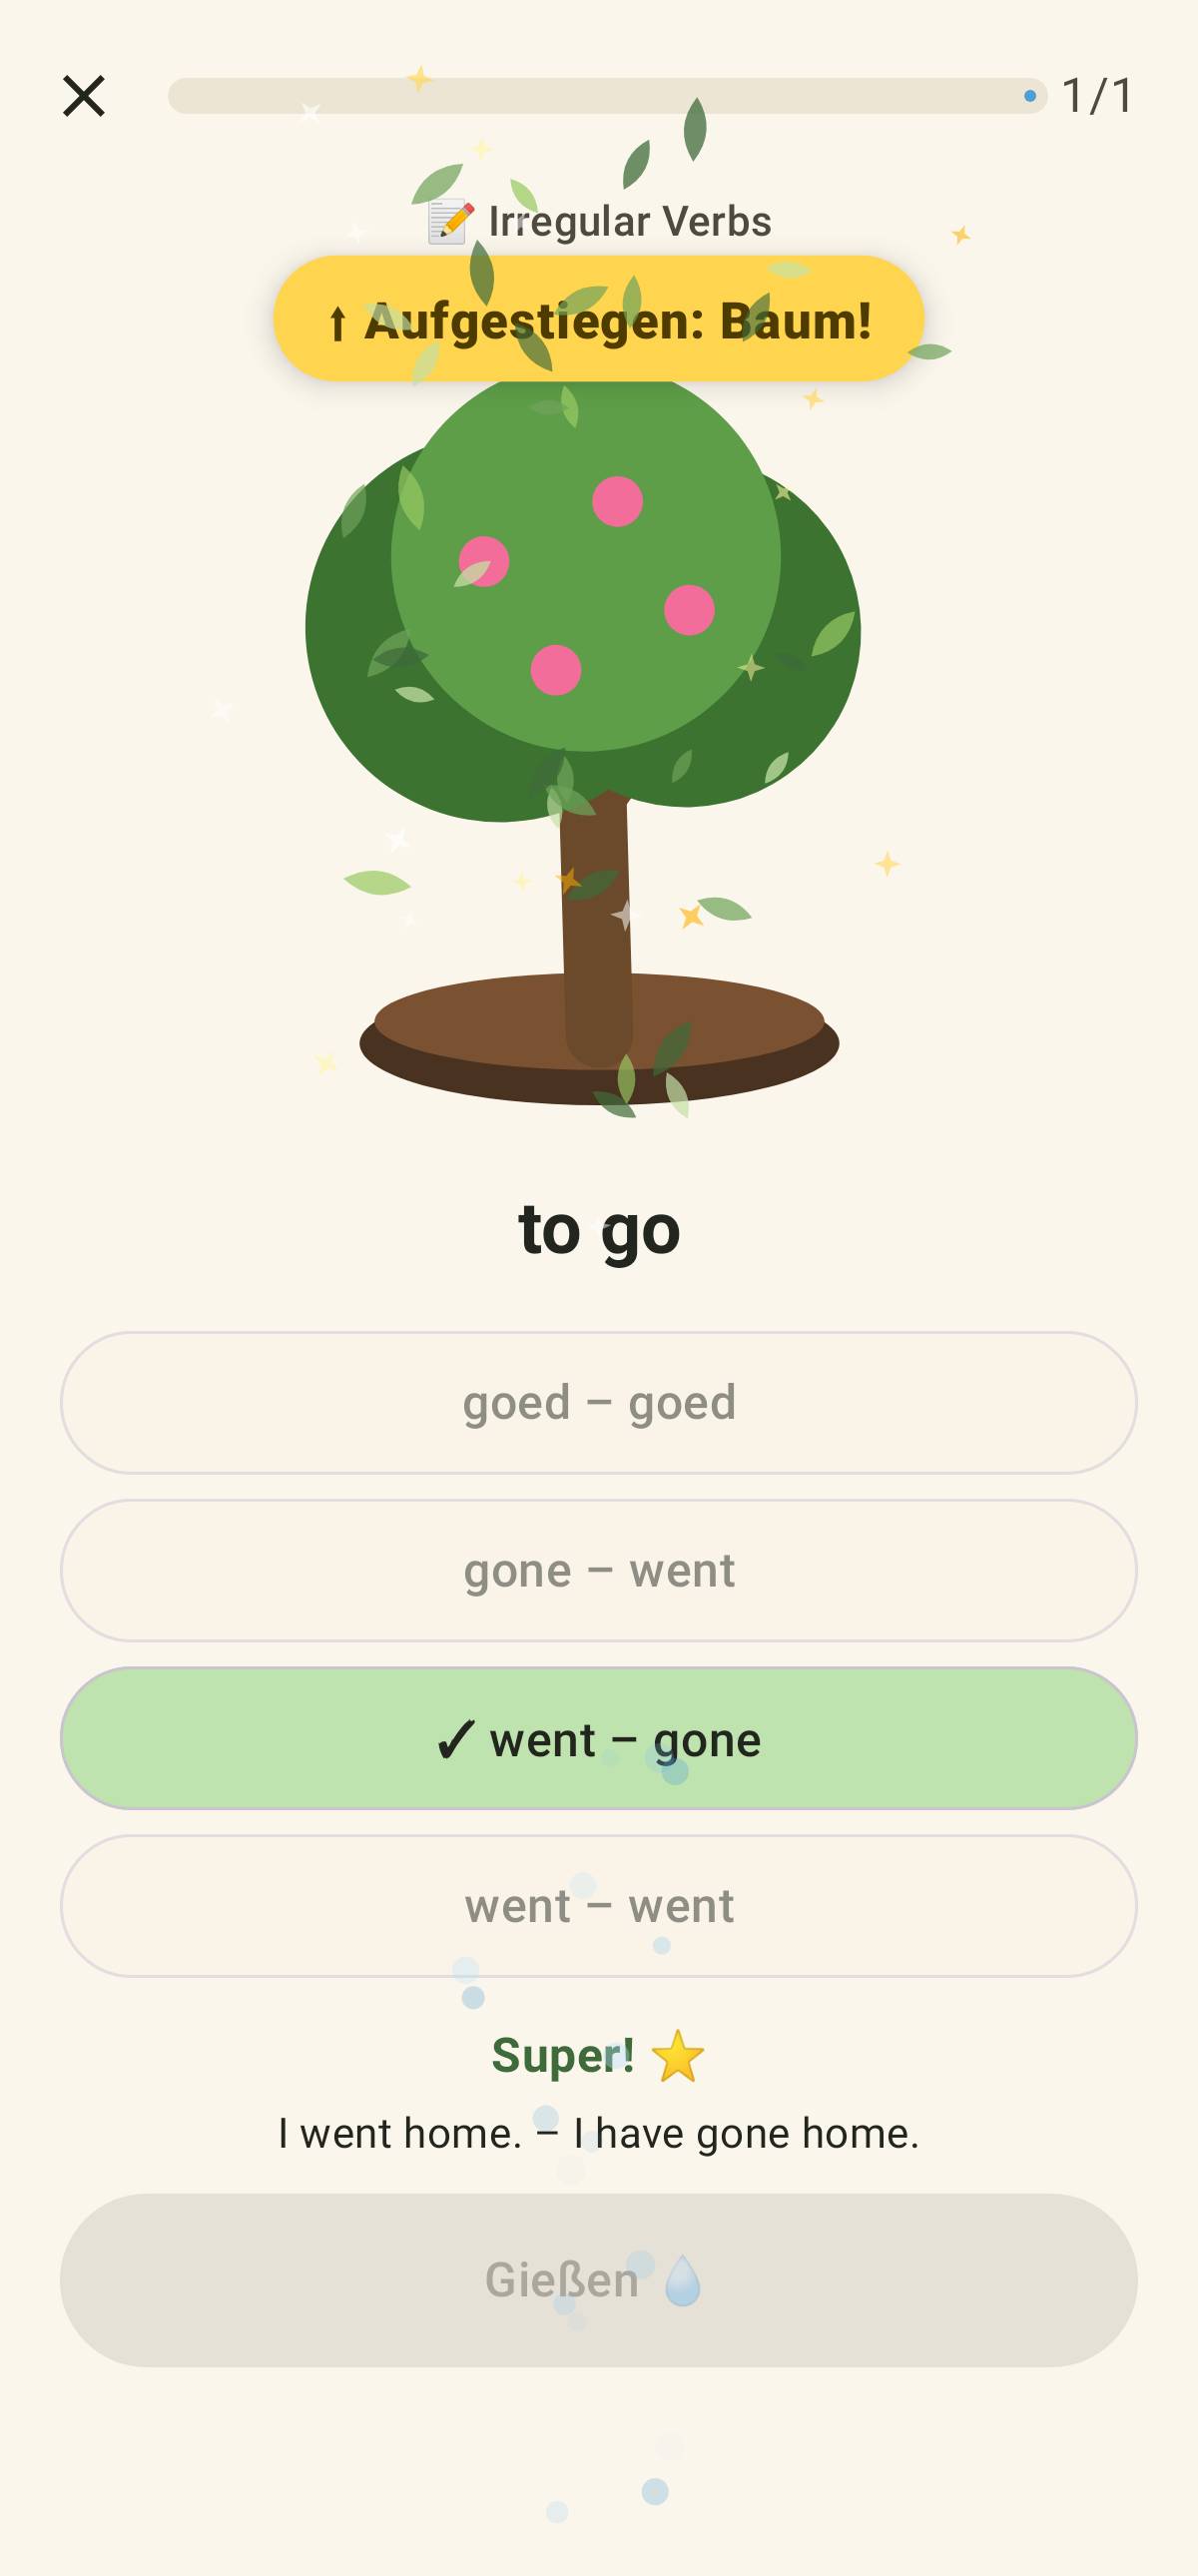 1/1
📝 Irregular Verbs
⬆ Aufgestiegen: Baum!
to go
goed – goed
gone – went
✓ went – gone
went – went
Super! ⭐
I went home. – I have gone home.
Gießen 💧